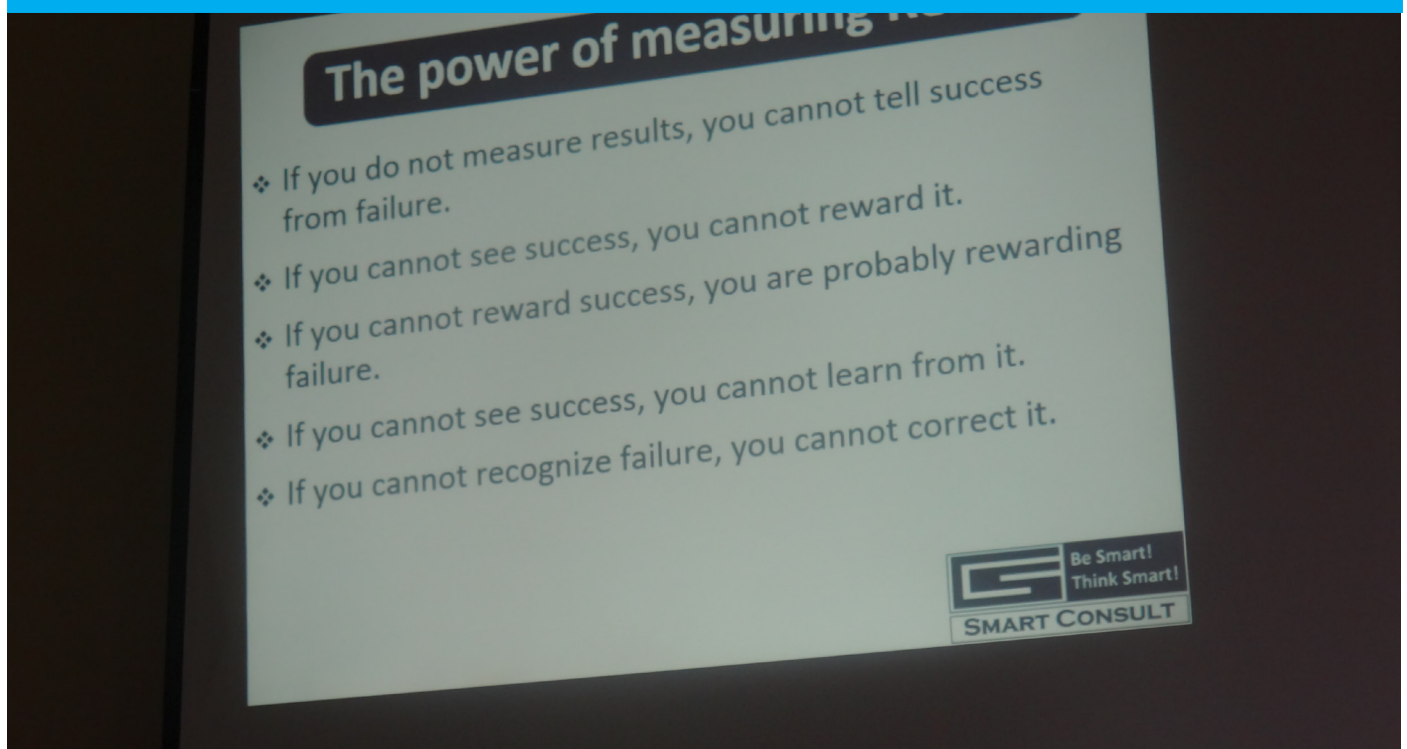 The power of measuring
❖ If you do not measure results, you cannot tell success
from failure.
❖ If you cannot see success, you cannot reward it.
❖ If you cannot reward success, you are probably rewarding
failure.
❖ If you cannot see success, you cannot learn from it.
❖ If you cannot recognize failure, you cannot correct it.
Be Smart!
Think Smart!
SMART CONSULT